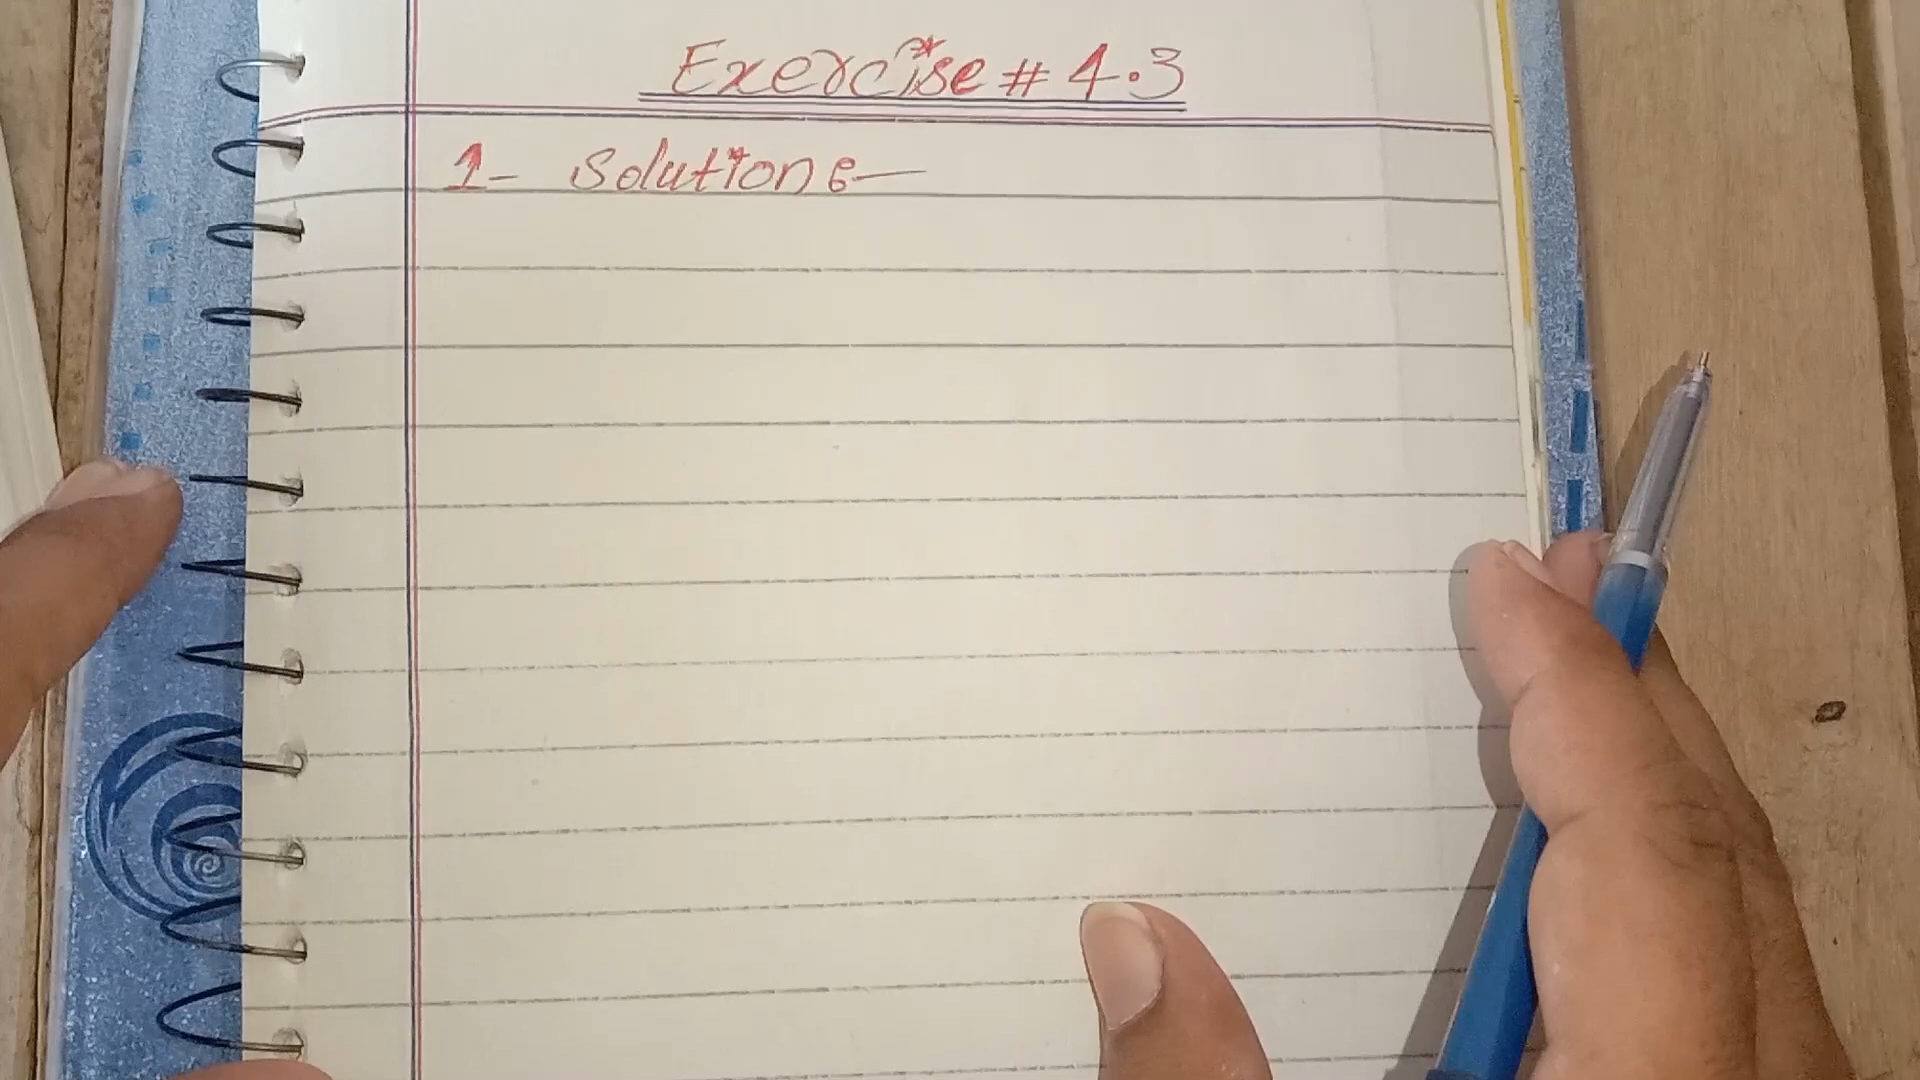 Exercise # 4.3
1- Solution :-